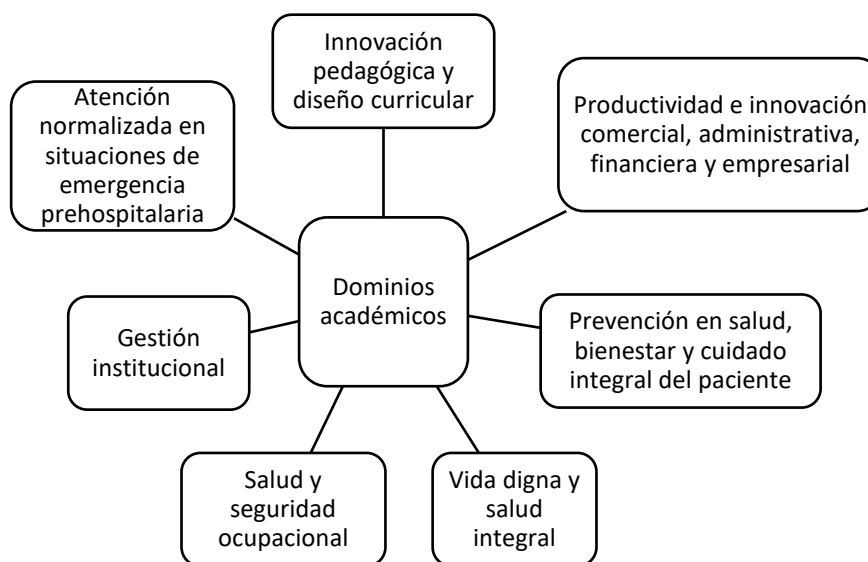 Innovación
pedagógica y
diseño curricular
Productividad e innovación
comercial, administrativa,
financiera y empresarial
Prevención en salud,
bienestar y cuidado
integral del paciente
Vida digna y
salud
integral
Salud y
seguridad
ocupacional
Gestión
institucional
Atención
normalizada en
situaciones de
emergencia
prehospitalaria
Dominios
académicos